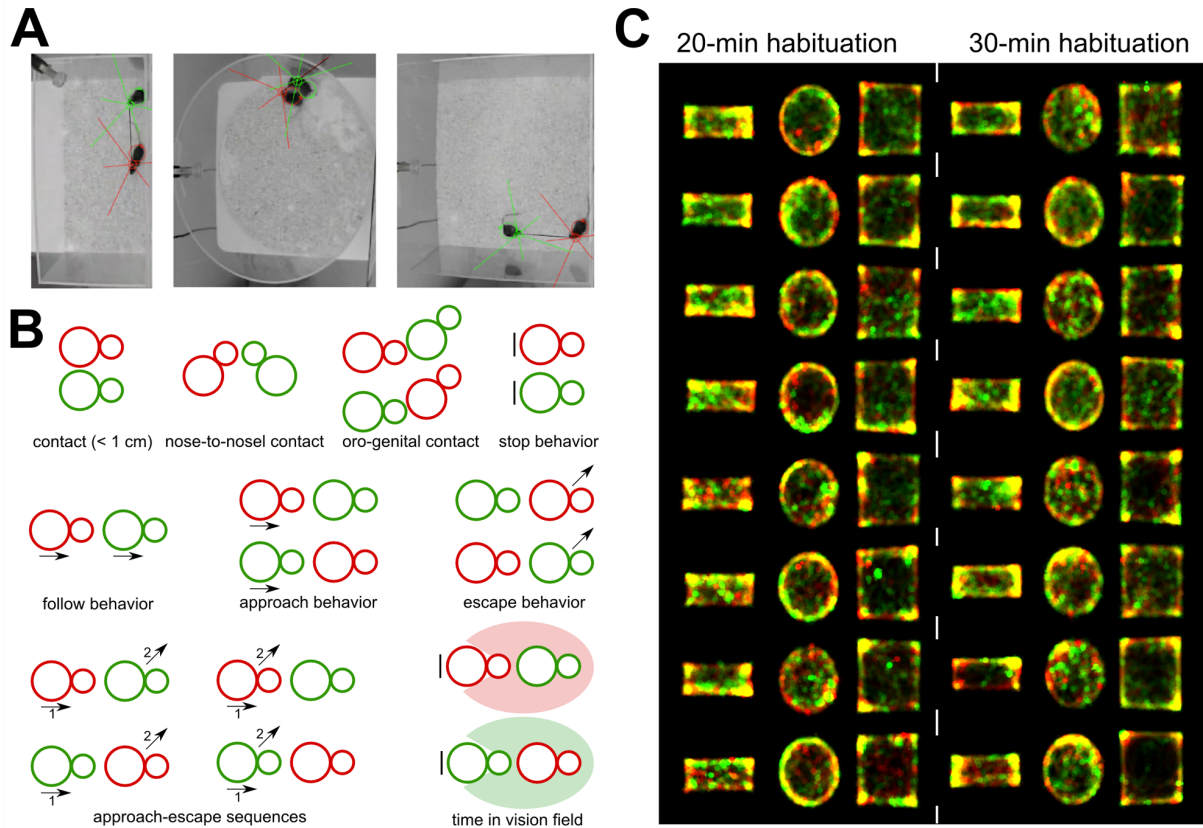 A
B
contact (< 1 cm)
nose-to-nosel contact
oro-genital contact
stop behavior
follow behavior
approach behavior
escape behavior
2
1
2
1
2
1
2
1
approach-escape sequences
time in vision field
C
20-min habituation
30-min habituation